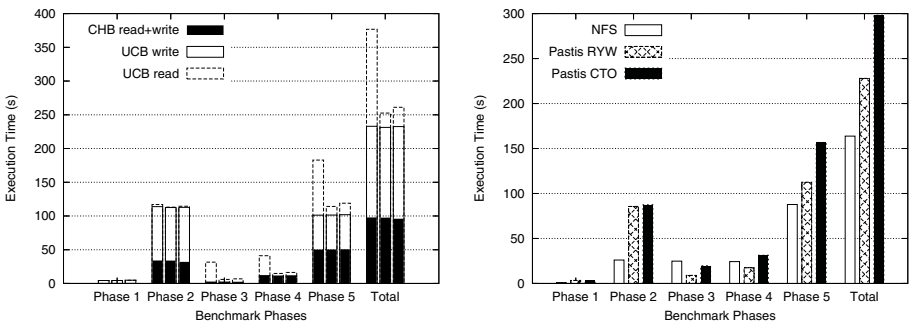 400
350
300
250
200
150
100
50
0
Execution Time (s)
CHB read+write
UCB write
UCB read
Phase 1 Phase 2 Phase 3 Phase 4 Phase 5 Total
Benchmark Phases
300
250
200
150
100
50
0
Execution Time (s)
NFS
Pastis RYW
Pastis CTO
Phase 1 Phase 2 Phase 3 Phase 4 Phase 5 Total
Benchmark Phases